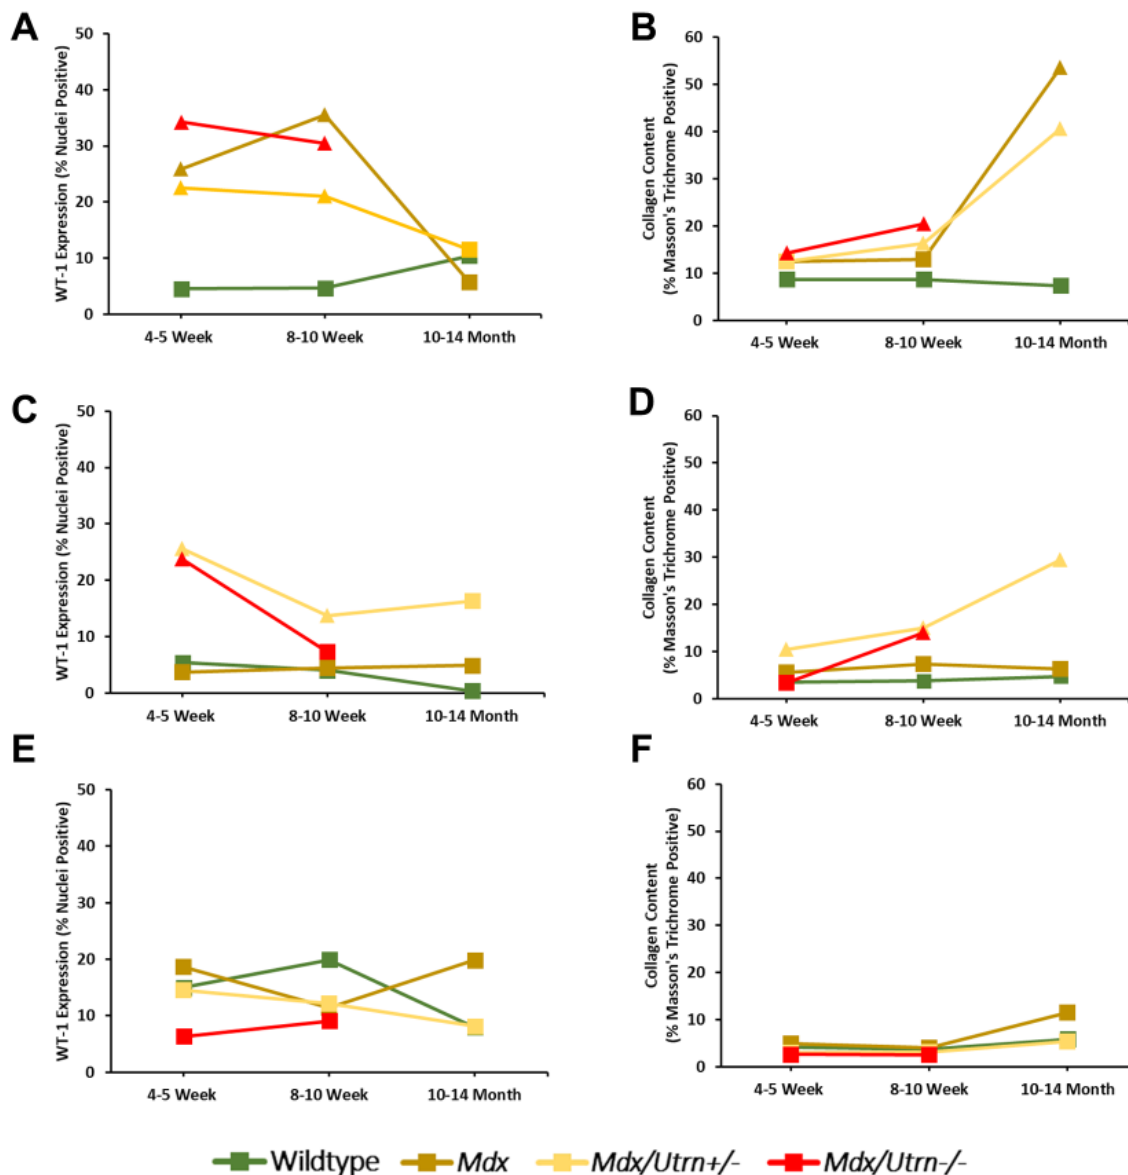 A
WT-1 Expression (% Nuclei Positive)
50
40
30
20
10
0
4-5 Week 8-10 Week 10-14 Month
B
Collagen Content
(% Masson's Trichrome Positive)
60
50
40
30
20
10
0
4-5 Week 8-10 Week 10-14 Month
C
WT-1 Expression (% Nuclei Positive)
50
40
30
20
10
0
4-5 Week 8-10 Week 10-14 Month
D
Collagen Content
(% Masson's Trichrome Positive)
60
50
40
30
20
10
0
4-5 Week 8-10 Week 10-14 Month
E
WT-1 Expression (% Nuclei Positive)
50
40
30
20
10
0
4-5 Week 8-10 Week 10-14 Month
F
Collagen Content
(% Masson's Trichrome Positive)
60
50
40
30
20
10
0
4-5 Week 8-10 Week 10-14 Month
Wildtype Mdx Mdx/Utrn+/- Mdx/Utrn-/-